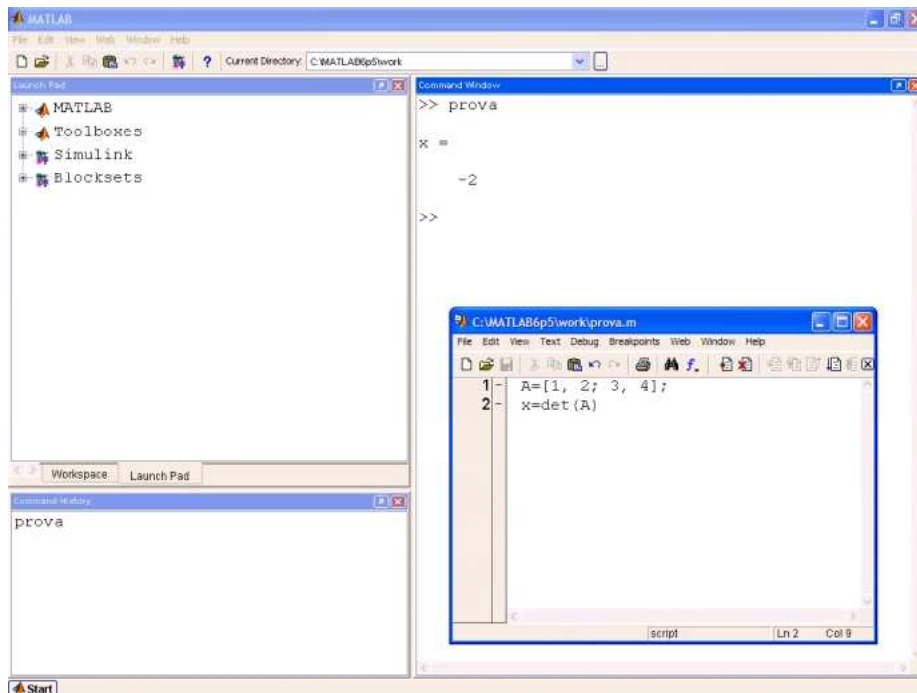 MATLAB
File Edit View Web Window Help
? Current Directory: C:\MATLAB6p5\work ...
Launch Pad
MATLAB
Toolboxes
Simulink
Blocksets
Workspace Launch Pad
Command History
prova
Command Window
>> prova
x =
-2
>>
C:\MATLAB6p5\work\prova.m
File Edit View Text Debug Breakpoints Web Window Help
1 - A=[1, 2; 3, 4];
2 - x=det(A)
script Ln 2 Col 9
Start